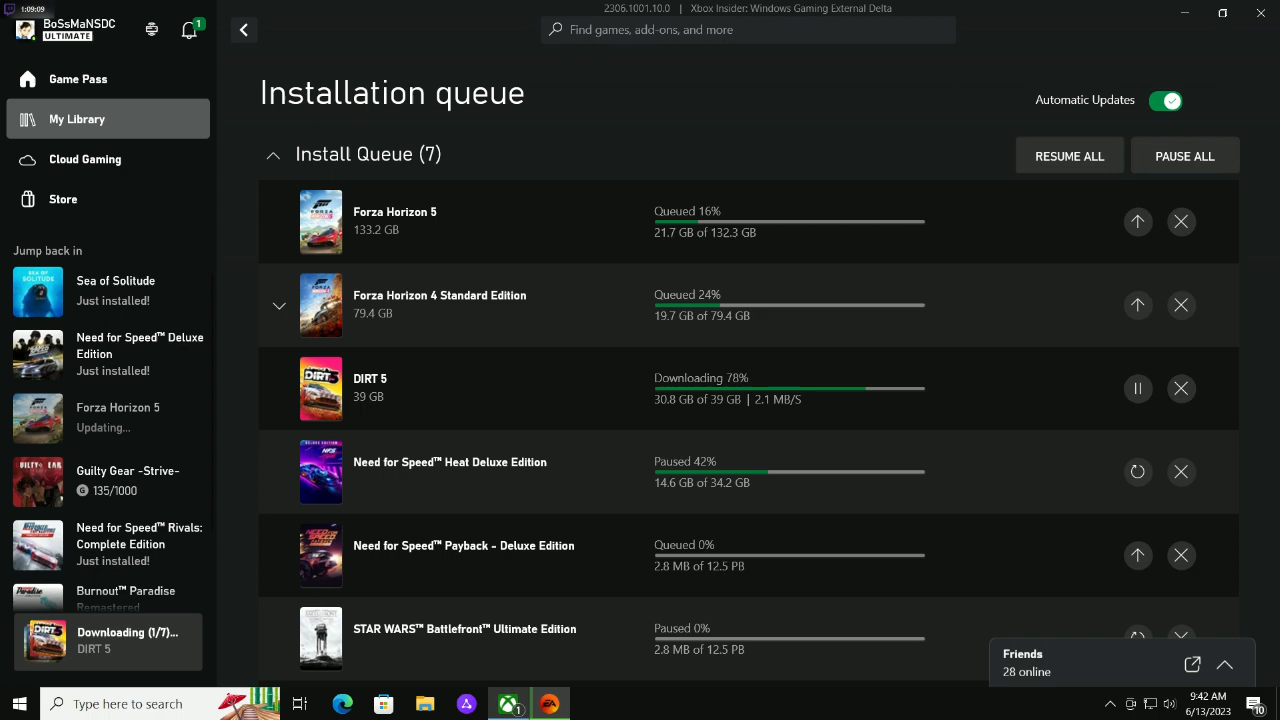 1:09:09
BoSsMaNSDC
ULTIMATE
1
2306.1001.10.0 | Xbox Insider: Windows Gaming External Delta
Find games, add-ons, and more
Game Pass
My Library
Cloud Gaming
Store
Jump back in
Sea of Solitude
Just installed!
Need for Speed™ Deluxe
Edition
Just installed!
Forza Horizon 5
Updating...
Guilty Gear -Strive-
G 135/1000
Need for Speed™ Rivals:
Complete Edition
Just installed!
Burnout™ Paradise
Remastered
Downloading (1/7)...
DIRT 5
Installation queue
Automatic Updates
Install Queue (7)
RESUME ALL
PAUSE ALL
Forza Horizon 5
133.2 GB
Queued 16%
21.7 GB of 132.3 GB
Forza Horizon 4 Standard Edition
79.4 GB
Queued 24%
19.7 GB of 79.4 GB
DIRT 5
39 GB
Downloading 78%
30.8 GB of 39 GB | 2.1 MB/S
Need for Speed™ Heat Deluxe Edition
Paused 42%
14.6 GB of 34.2 GB
Need for Speed™ Payback - Deluxe Edition
Queued 0%
2.8 MB of 12.5 PB
STAR WARS™ Battlefront™ Ultimate Edition
Paused 0%
2.8 MB of 12.5 PB
Friends
28 online
Type here to search
1
EA
9:42 AM
6/13/2023
10